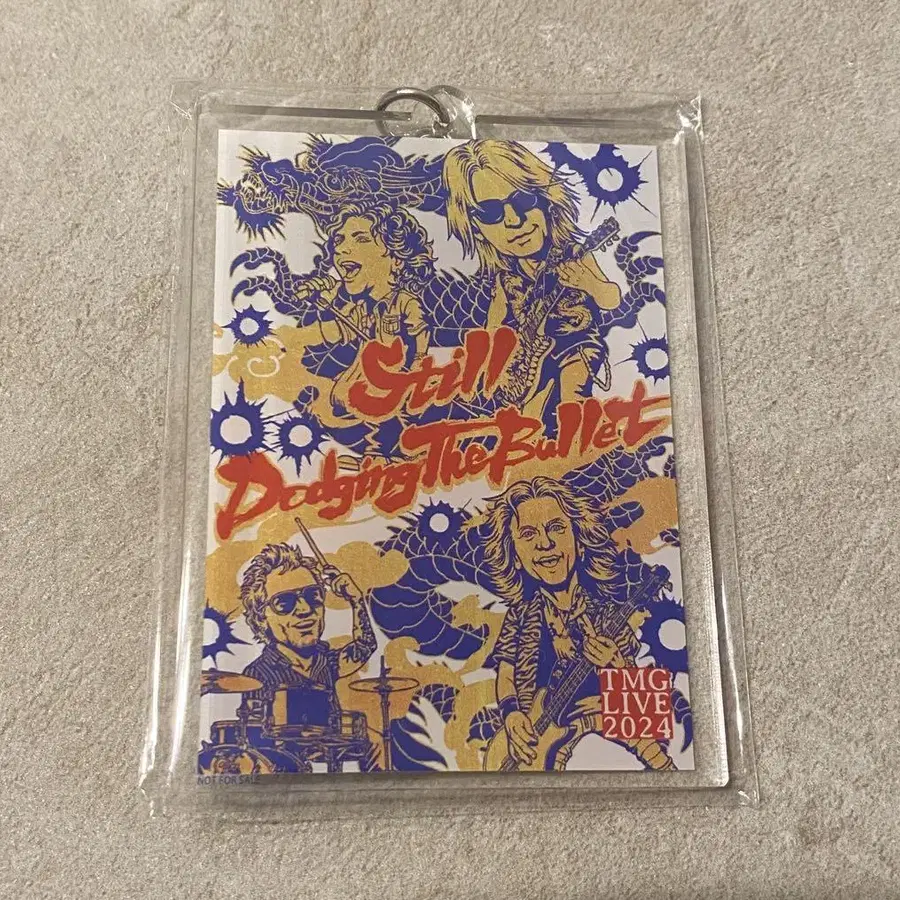 Still
Dodging The Bullet
TMG
LIVE
2024
NOT FOR SALE